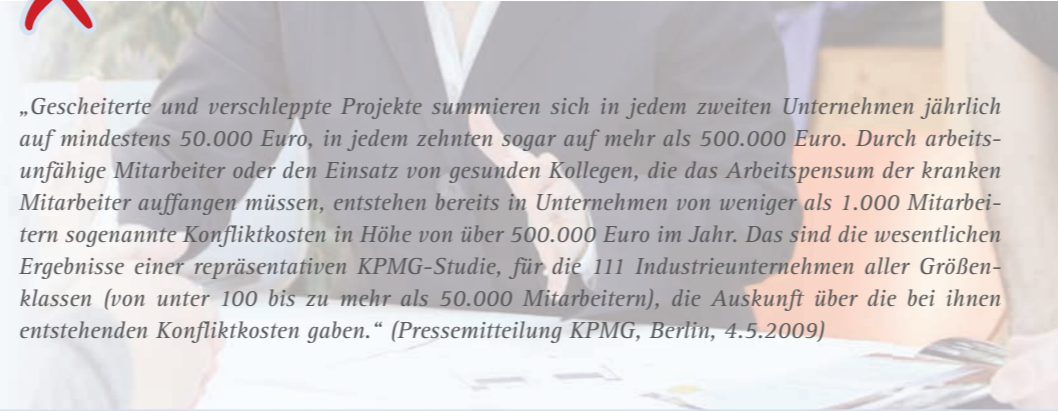 „Gescheiterte und verschleppte Projekte summieren sich in jedem zweiten Unternehmen jährlich
auf mindestens 50.000 Euro, in jedem zehnten sogar auf mehr als 500.000 Euro. Durch arbeits-
unfähige Mitarbeiter oder den Einsatz von gesunden Kollegen, die das Arbeitspensum der kranken
Mitarbeiter auffangen müssen, entstehen bereits in Unternehmen von weniger als 1.000 Mitarbei-
tern sogenannte Konfliktkosten in Höhe von über 500.000 Euro im Jahr. Das sind die wesentlichen
Ergebnisse einer repräsentativen KPMG-Studie, für die 111 Industrieunternehmen aller Größen-
klassen (von unter 100 bis zu mehr als 50.000 Mitarbeitern), die Auskunft über die bei ihnen
entstehenden Konfliktkosten gaben.“ (Pressemitteilung KPMG, Berlin, 4.5.2009)